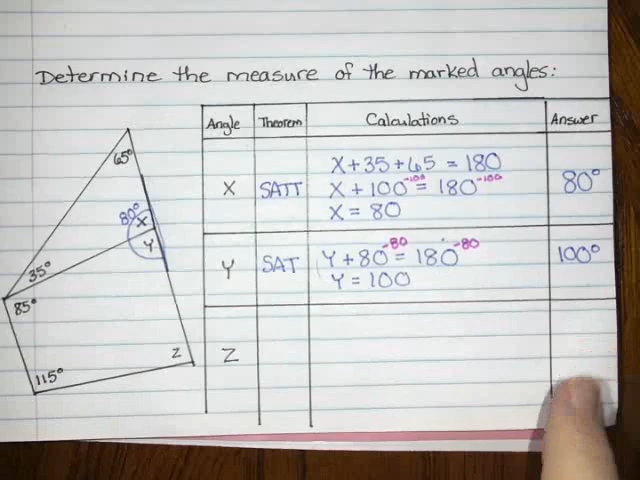 Determine the measure of the marked angles:
Angle Theorem Calculations Answer
X SATT X + 35 + 65 = 180 80°
X + 100 -100 = 180 -100
X = 80
Y SAT Y + 80 -80 = 180 -80 100°
Y = 100
Z
65°
80°
X
Y
35°
85°
Z
115°